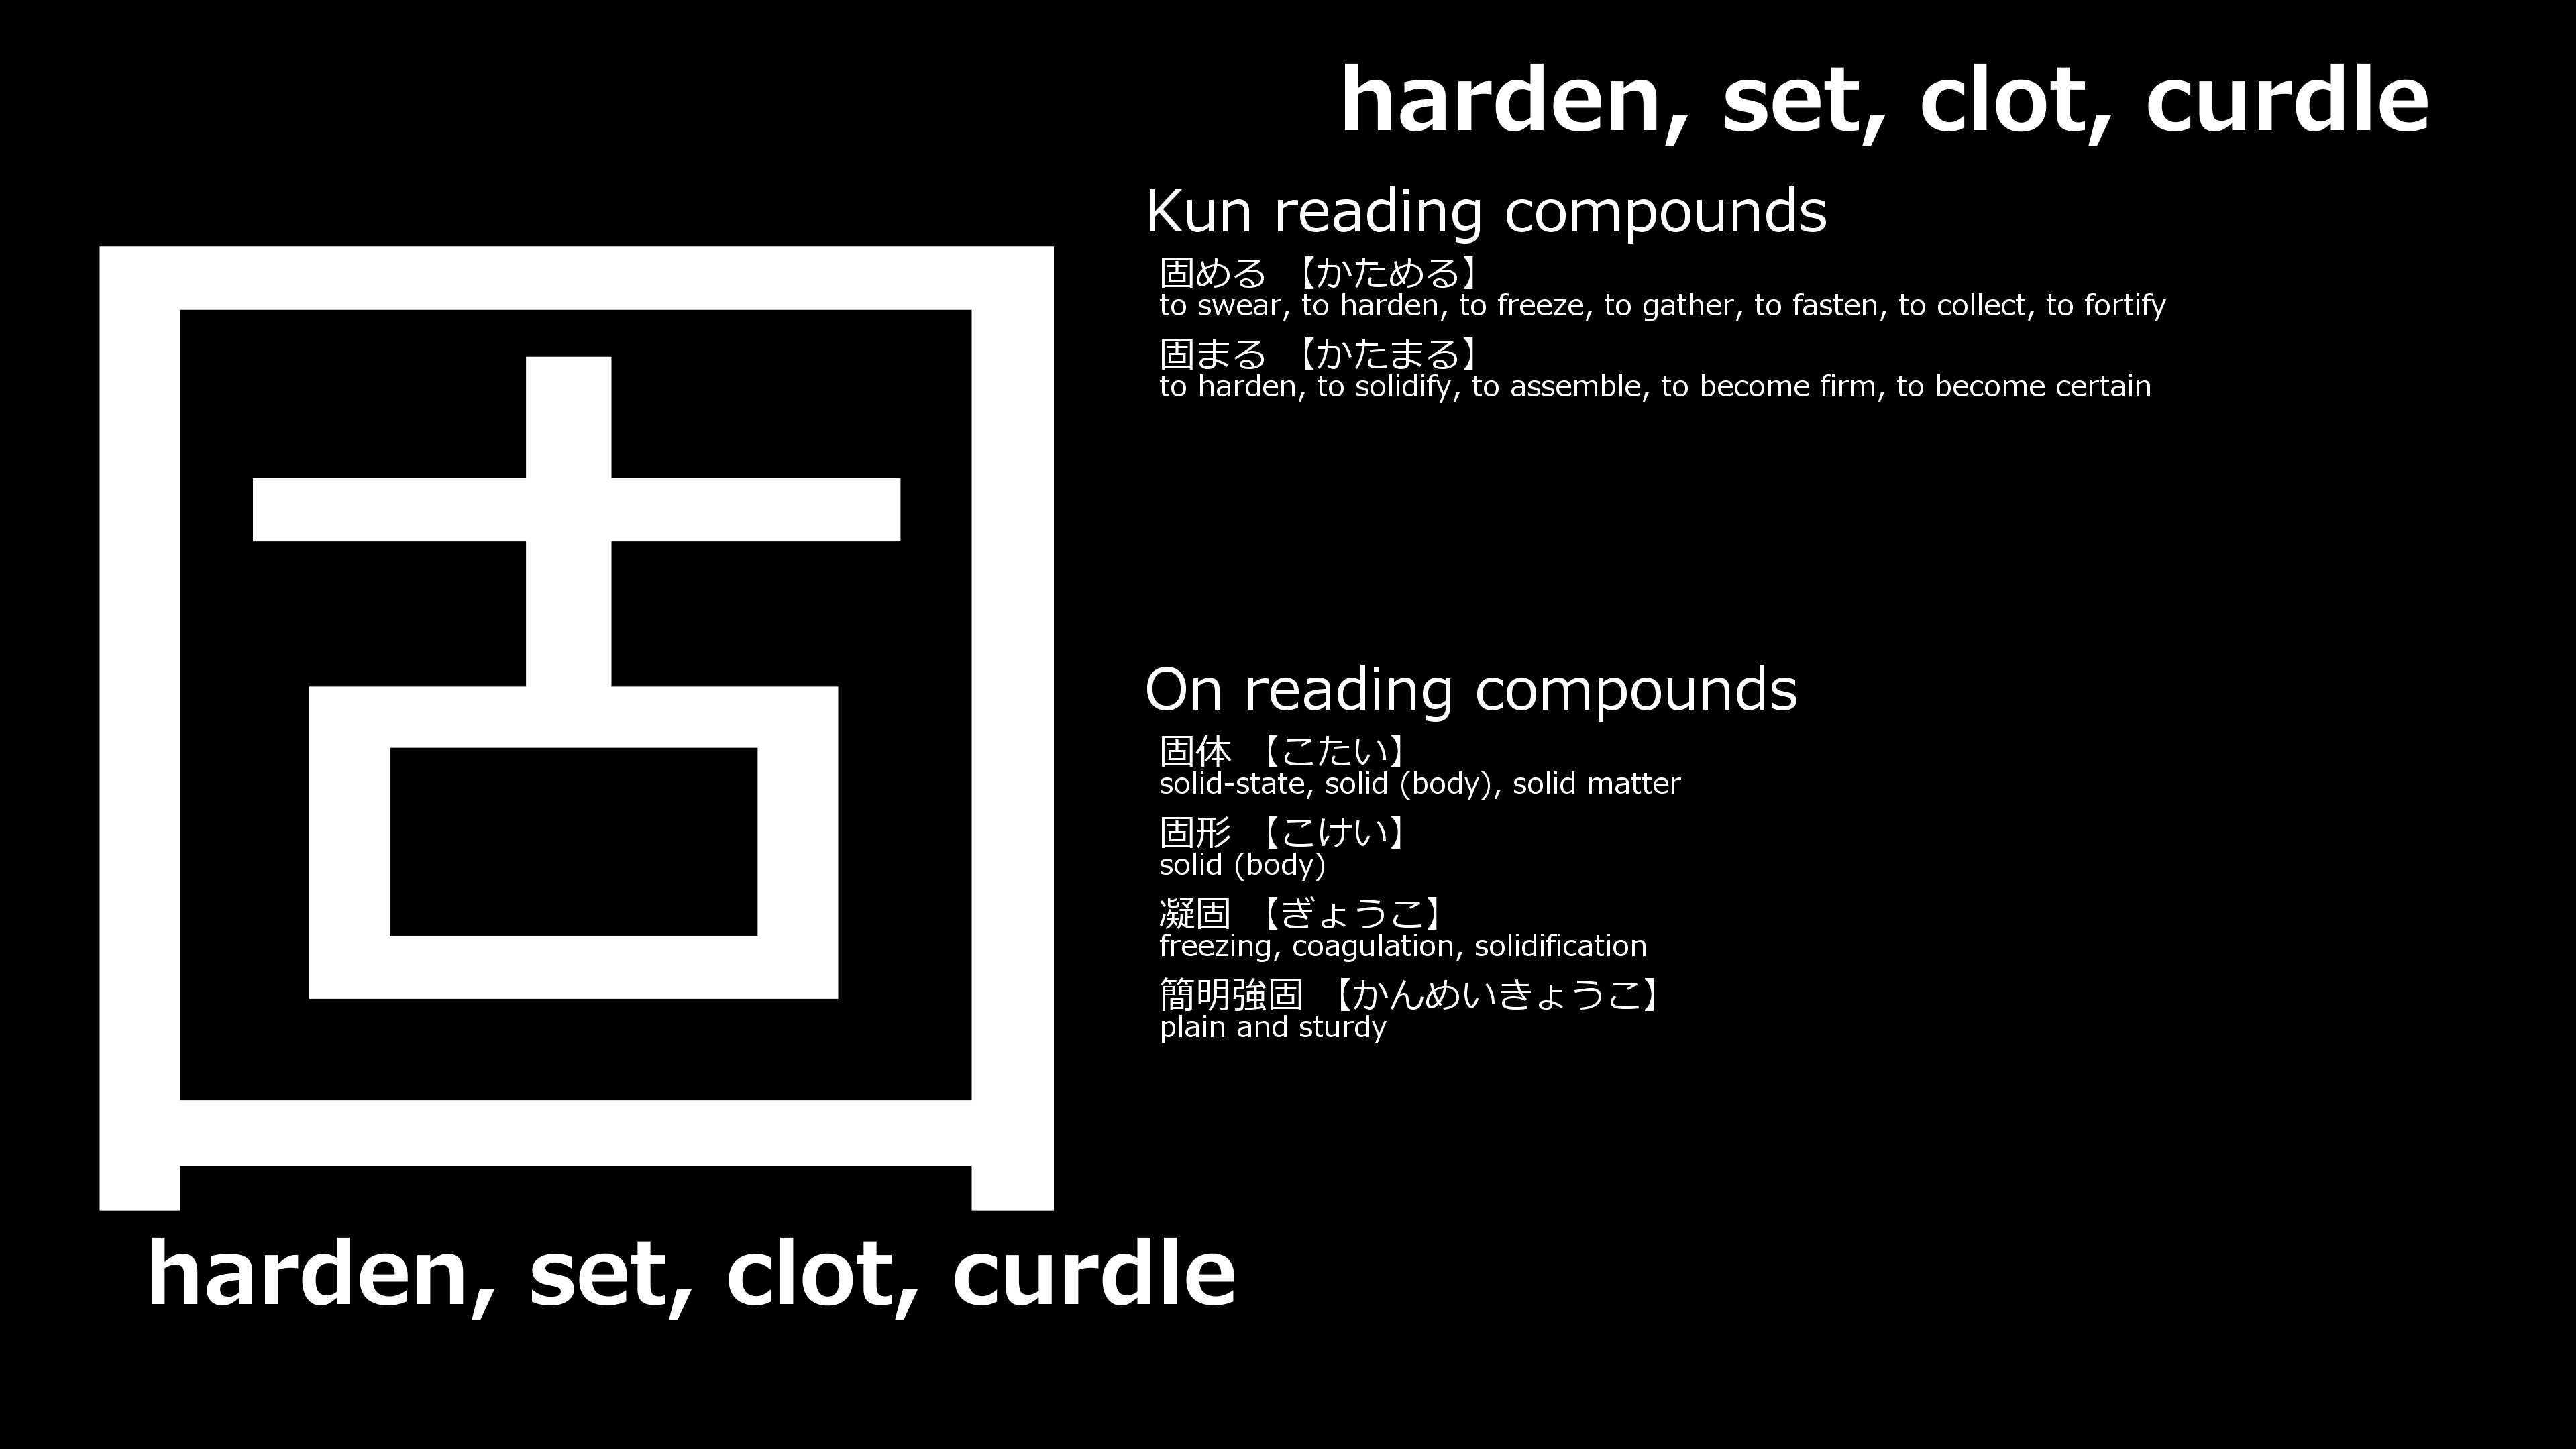 harden, set, clot, curdle
固
harden, set, clot, curdle
Kun reading compounds
固める 【かためる】
to swear, to harden, to freeze, to gather, to fasten, to collect, to fortify
固まる 【かたまる】
to harden, to solidify, to assemble, to become firm, to become certain
On reading compounds
固体 【こたい】
solid-state, solid (body), solid matter
固形 【こけい】
solid (body)
凝固 【ぎょうこ】
freezing, coagulation, solidification
簡明強固 【かんめいきょうこ】
plain and sturdy